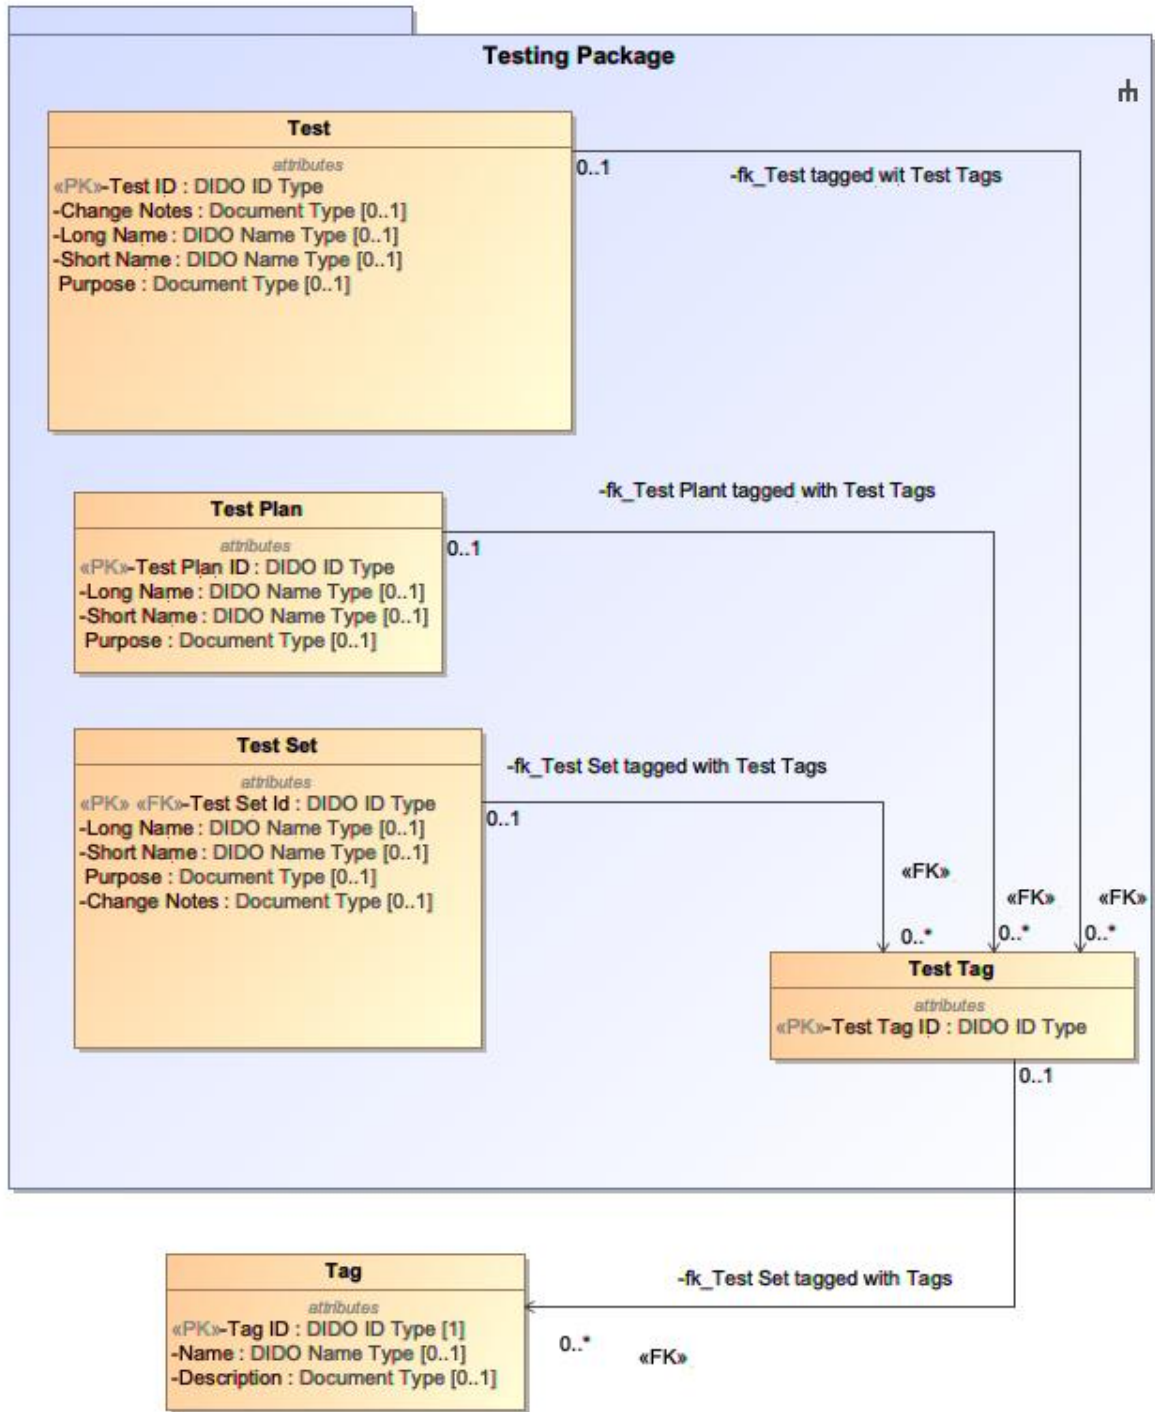 Testing Package
Test
attributes
«PK»-Test ID : DIDO ID Type
-Change Notes : Document Type [0..1]
-Long Name : DIDO Name Type [0..1]
-Short Name : DIDO Name Type [0..1]
Purpose : Document Type [0..1]
0..1
-fk_Test tagged wit Test Tags
Test Plan
attributes
«PK»-Test Plan ID : DIDO ID Type
-Long Name : DIDO Name Type [0..1]
-Short Name : DIDO Name Type [0..1]
Purpose : Document Type [0..1]
0..1
-fk_Test Plant tagged with Test Tags
Test Set
attributes
«PK» «FK»-Test Set Id : DIDO ID Type
-Long Name : DIDO Name Type [0..1]
-Short Name : DIDO Name Type [0..1]
Purpose : Document Type [0..1]
-Change Notes : Document Type [0..1]
-fk_Test Set tagged with Test Tags
0..1
«FK»
«FK»
«FK»
0..*
0..*
0..*
Test Tag
attributes
«PK»-Test Tag ID : DIDO ID Type
0..1
Tag
attributes
«PK»-Tag ID : DIDO ID Type [1]
-Name : DIDO Name Type [0..1]
-Description : Document Type [0..1]
-fk_Test Set tagged with Tags
0..*
«FK»